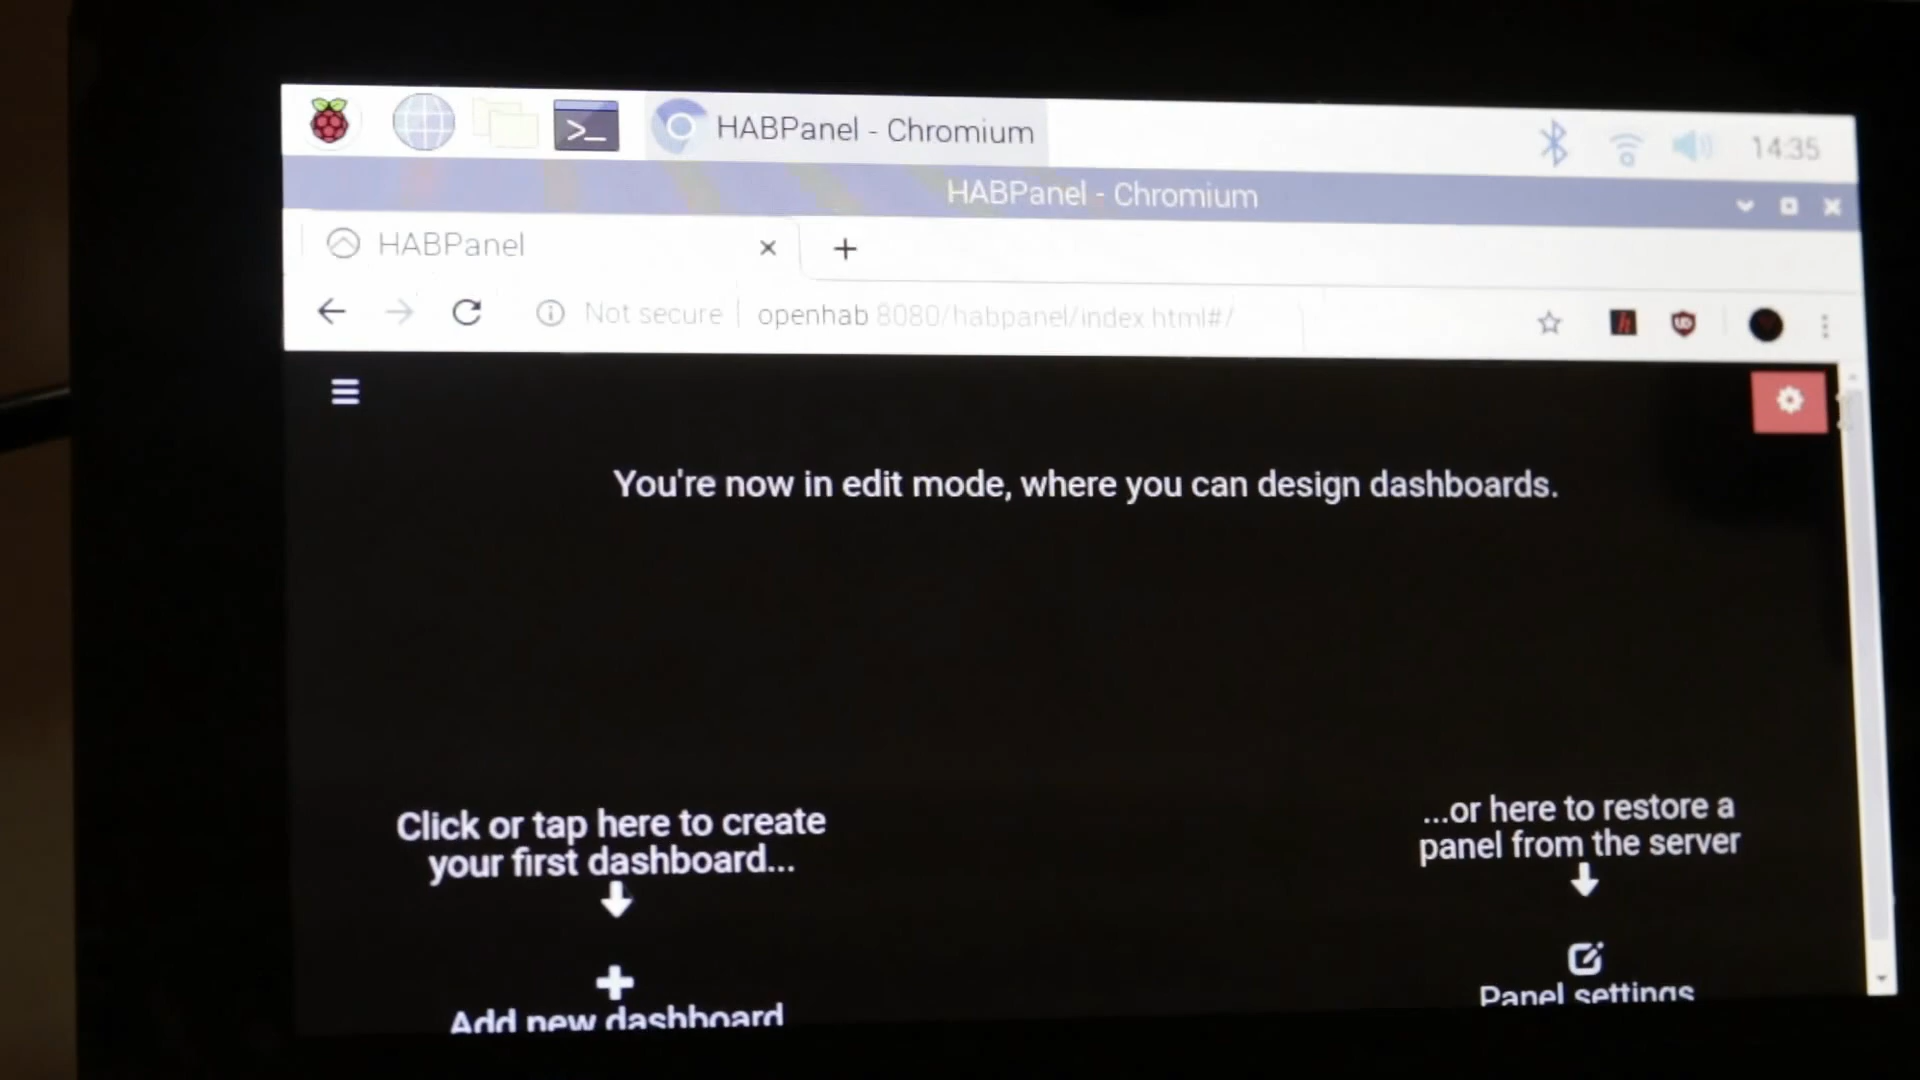 HABPanel - Chromium
14:35
HABPanel - Chromium
HABPanel
Not secure
openhab:8080/habpanel/index.html#/
You're now in edit mode, where you can design dashboards.
Click or tap here to create
your first dashboard...
...or here to restore a
panel from the server
Add new dashboard
Panel settings